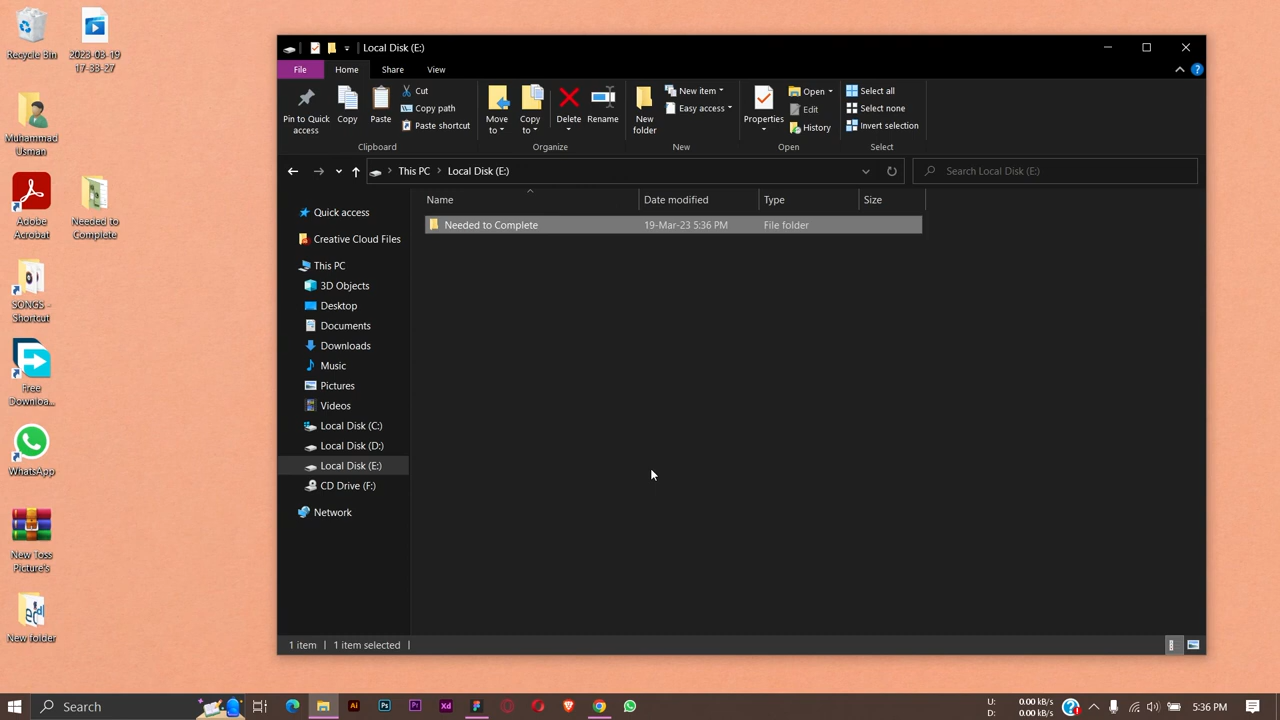 Recycle Bin
2023-03-19
17-38-27
Muhammad
Usman
Adobe
Acrobat
Needed to
Complete
SONGS -
Shortcut
Free
Downloa...
WhatsApp
New Toss
Picture's
New folder
Local Disk (E:)
File Home Share View
Pin to Quick
access
Copy
Paste
Cut
Copy path
Paste shortcut
Clipboard
Move
to
Copy
to
Delete
Rename
Organize
New
folder
New item
Easy access
New
Properties
Open
Edit
History
Open
Select all
Select none
Invert selection
Select
This PC Local Disk (E:)
Search Local Disk (E:)
Name Date modified Type Size
Needed to Complete 19-Mar-23 5:36 PM File folder
Quick access
Creative Cloud Files
This PC
3D Objects
Desktop
Documents
Downloads
Music
Pictures
Videos
Local Disk (C:)
Local Disk (D:)
Local Disk (E:)
CD Drive (F:)
Network
1 item 1 item selected
Search
Ai
Ps
Pr
Xd
U: 0.00 kB/s
D: 0.00 kB/s
5:36 PM